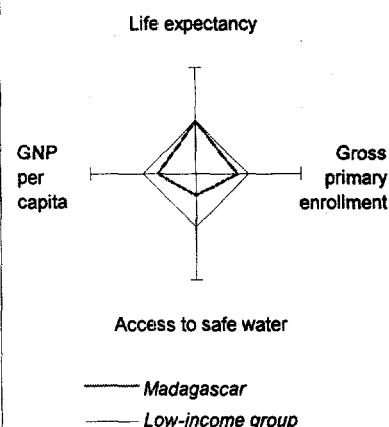 Life expectancy
GNP
per
capita
Gross
primary
enrollment
Access to safe water
Madagascar
Low-income group